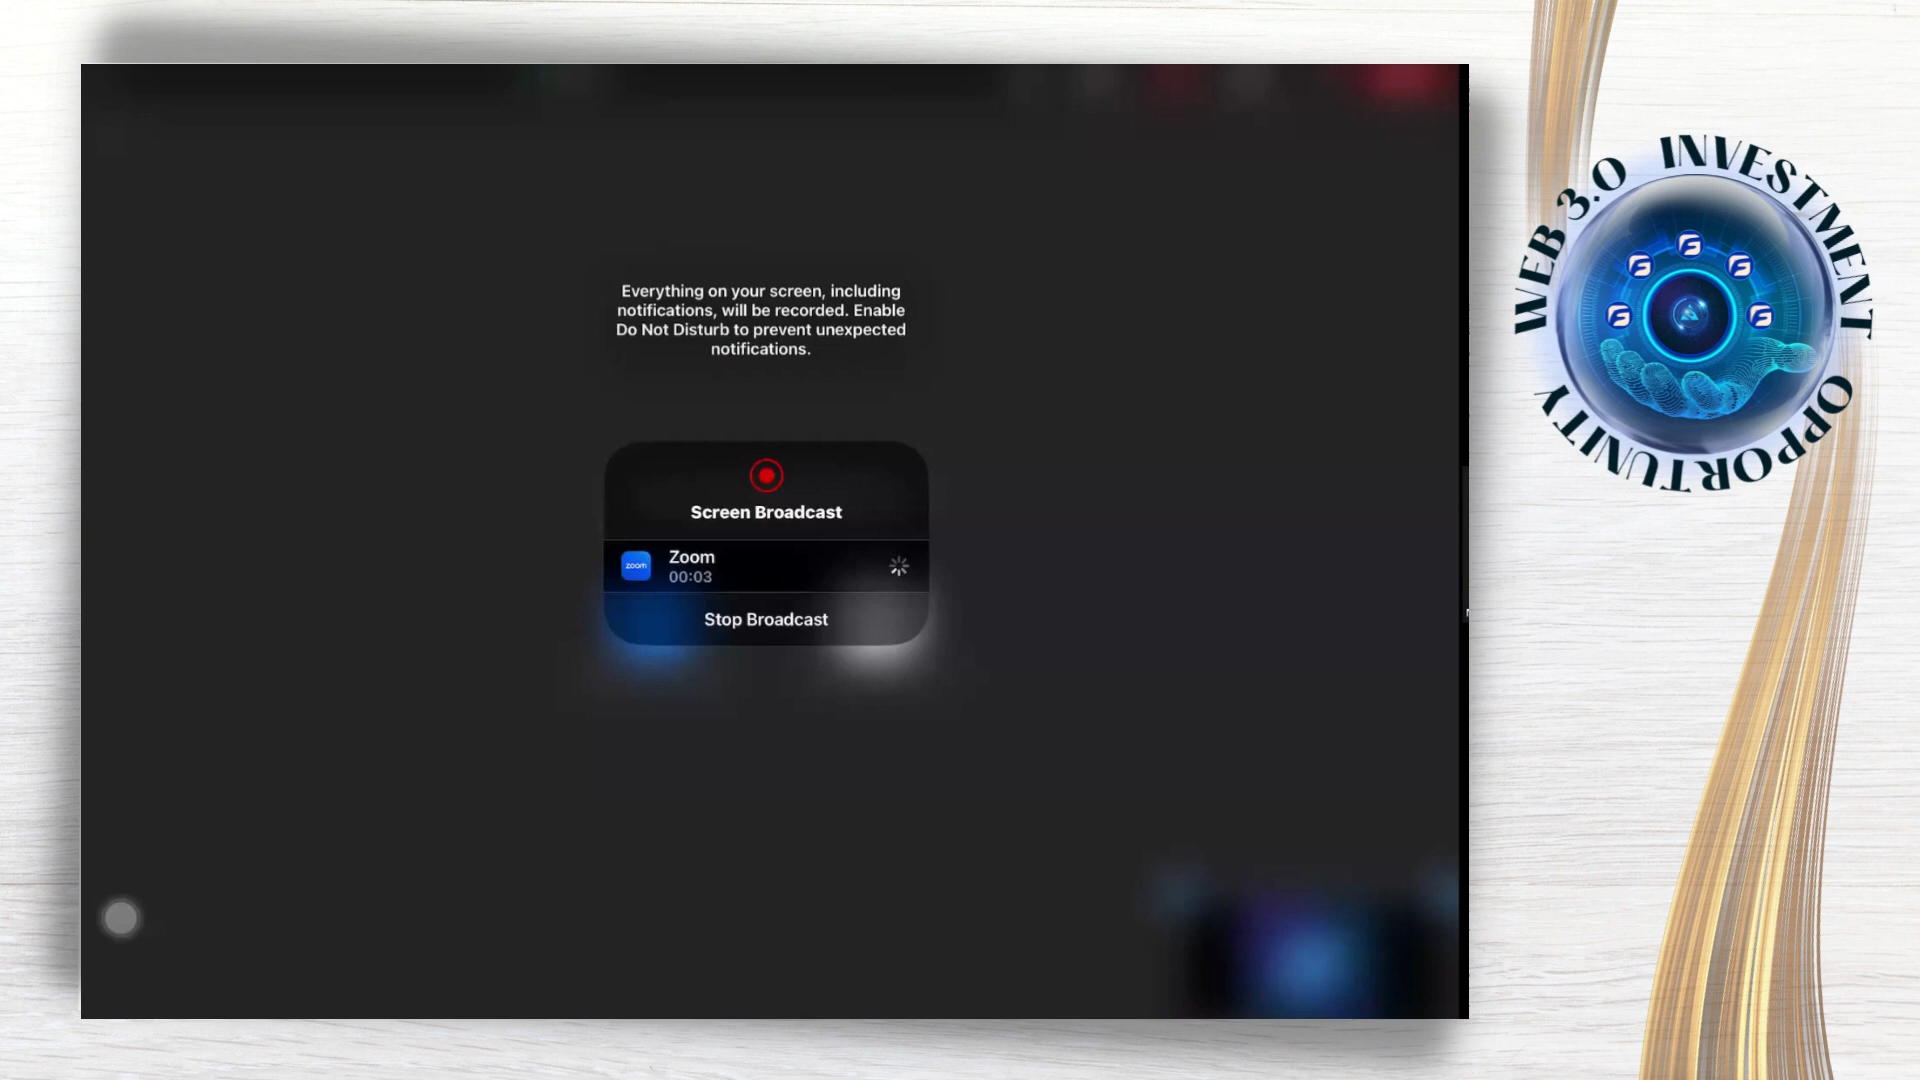 Everything on your screen, including
notifications, will be recorded. Enable
Do Not Disturb to prevent unexpected
notifications.
Screen Broadcast
zoom
Zoom
00:03
Stop Broadcast
WEB 3.0 INVESTMENT
OPPORTUNITY